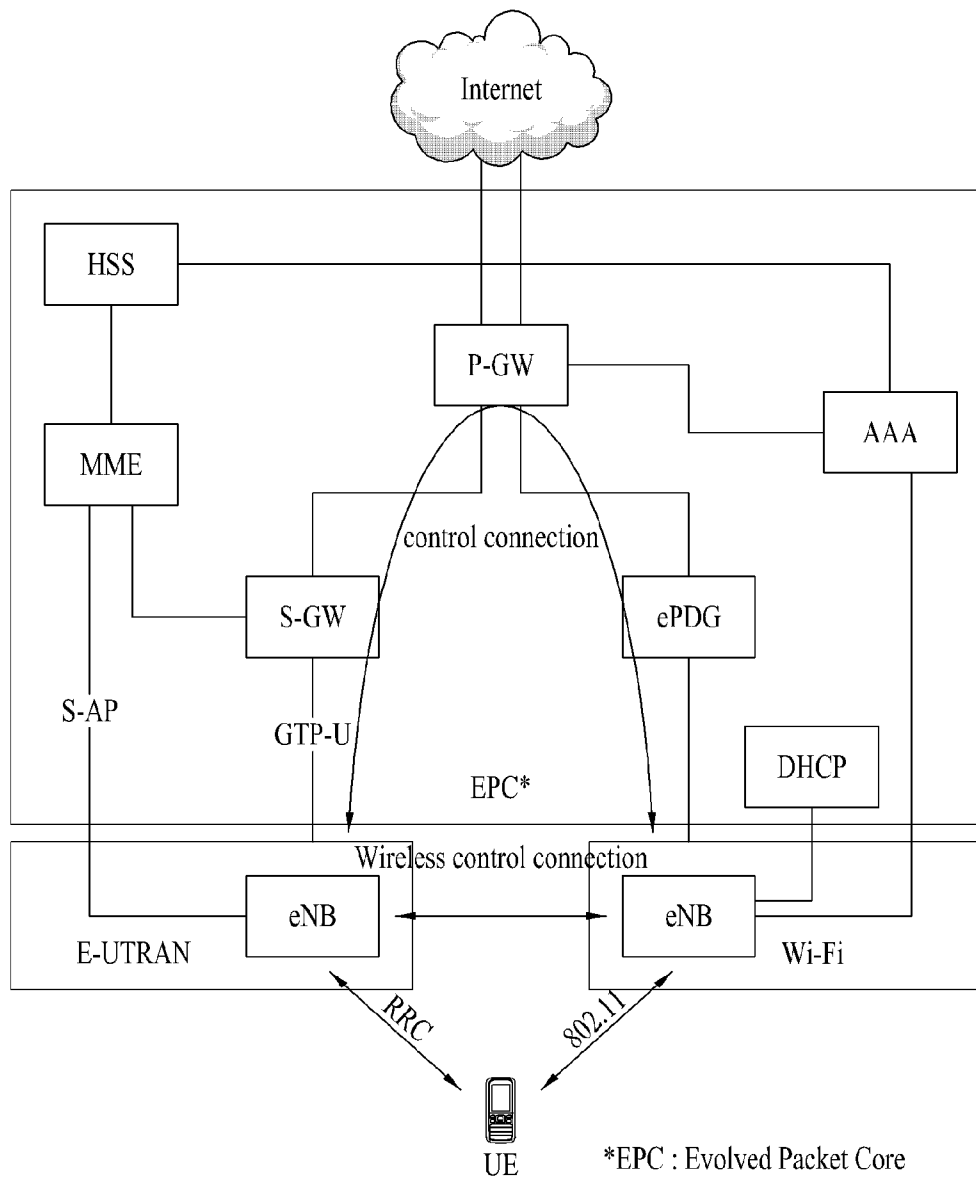 Internet
HSS
P-GW
AAA
MME
control connection
S-GW
ePDG
S-AP
GTP-U
DHCP
EPC*
Wireless control connection
eNB
eNB
E-UTRAN
Wi-Fi
RRC
802.11
UE
*EPC : Evolved Packet Core